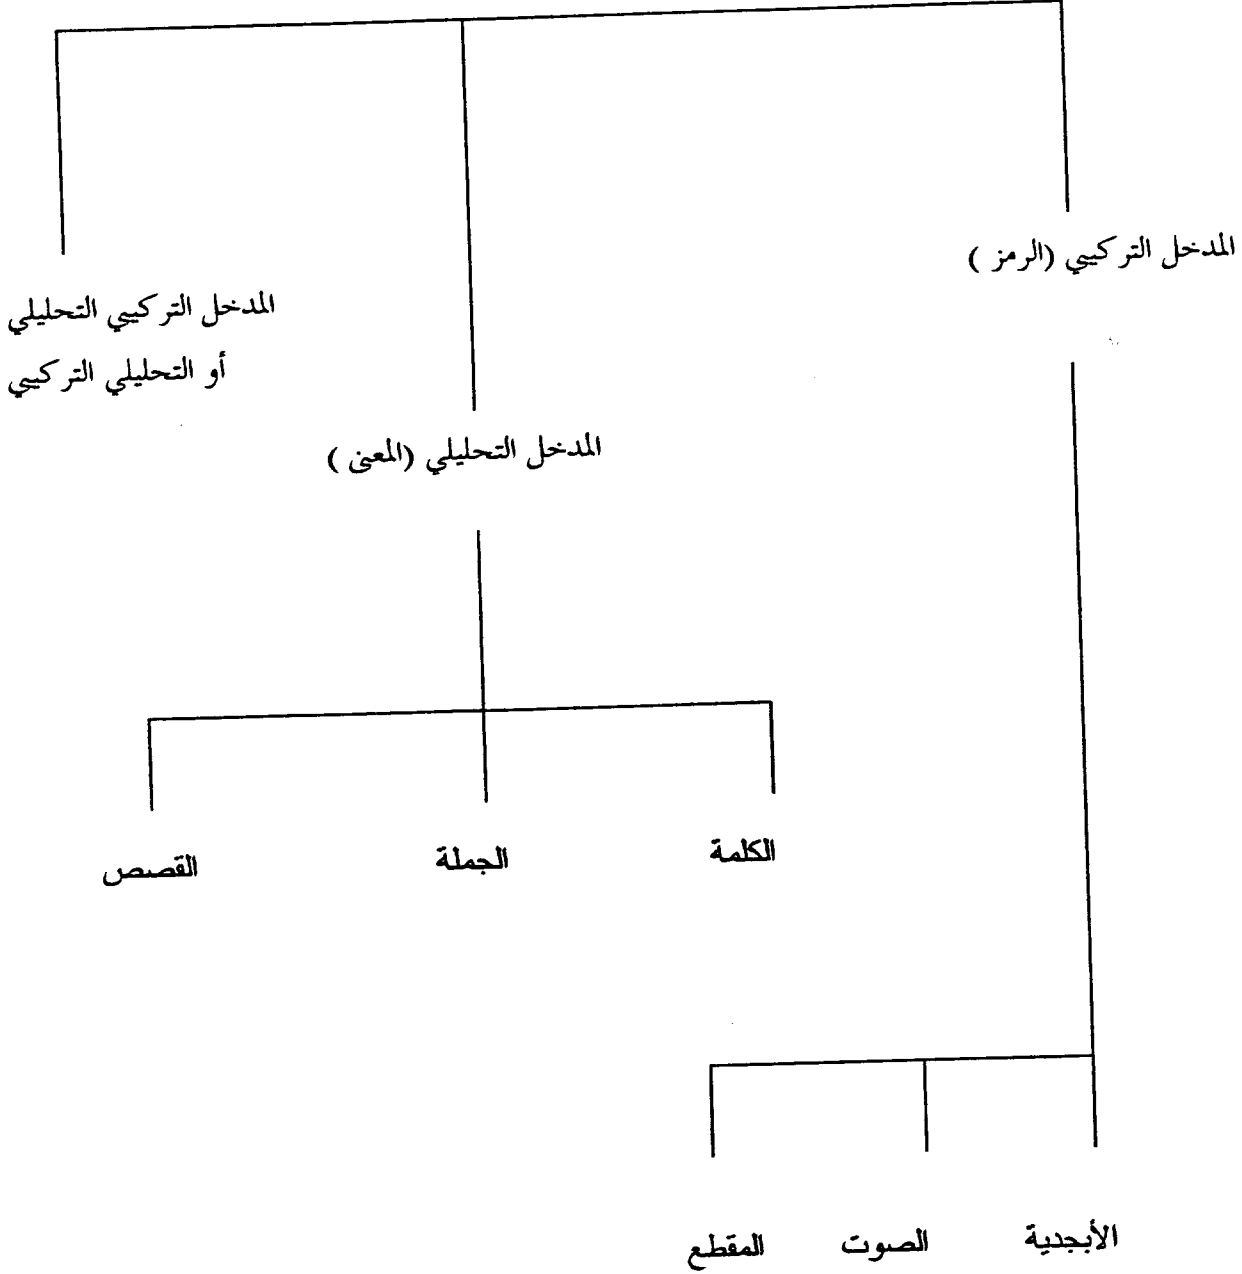 المدخل التركيبي (الرمز )
المدخل التركيبي التحليلي
أو التحليلي التركيبي
المدخل التحليلي (المعنى )
الكلمة
الجملة
القصص
الأبجدية
الصوت
المقطع